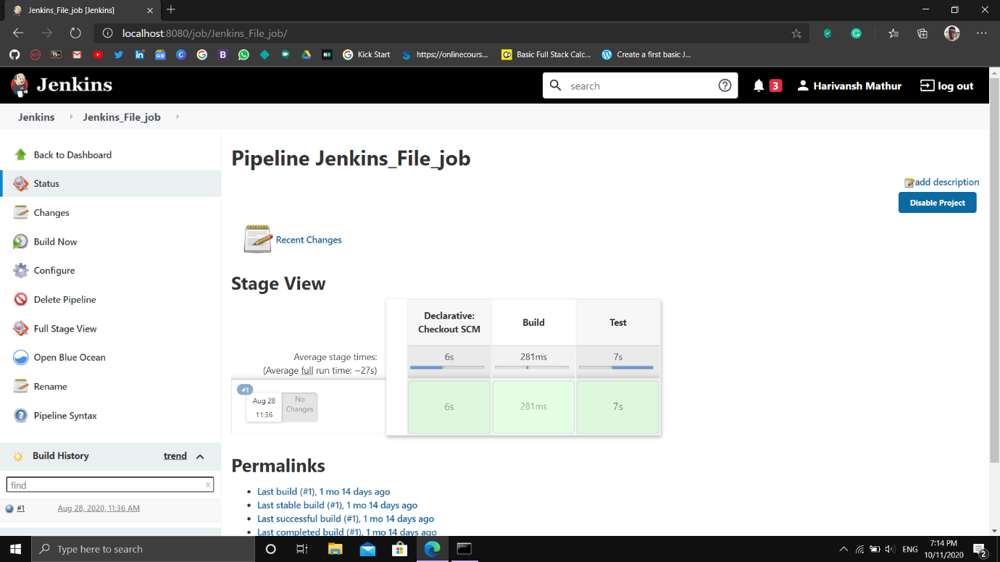 Jenkins_File_job [Jenkins]
localhost:8080/job/Jenkins_File_job/
Kick Start
https://onlinecours...
Basic Full Stack Calc...
Create a first basic J...
Jenkins
search
3
Harivansh Mathur
log out
Jenkins
Jenkins_File_job
Back to Dashboard
Status
Changes
Build Now
Configure
Delete Pipeline
Full Stage View
Open Blue Ocean
Rename
Pipeline Syntax
Build History
trend
find
x
#1
Aug 28, 2020, 11:36 AM
Pipeline Jenkins_File_job
add description
Disable Project
Recent Changes
Stage View
Declarative:
Checkout SCM
Build
Test
Average stage times:
(Average full run time: ~27s)
6s
281ms
7s
#1
Aug 28
11:36
No
Changes
6s
281ms
7s
Permalinks
Last build (#1), 1 mo 14 days ago
Last stable build (#1), 1 mo 14 days ago
Last successful build (#1), 1 mo 14 days ago
Last completed build (#1), 1 mo 14 days ago
Type here to search
ENG
7:14 PM
10/11/2020
2